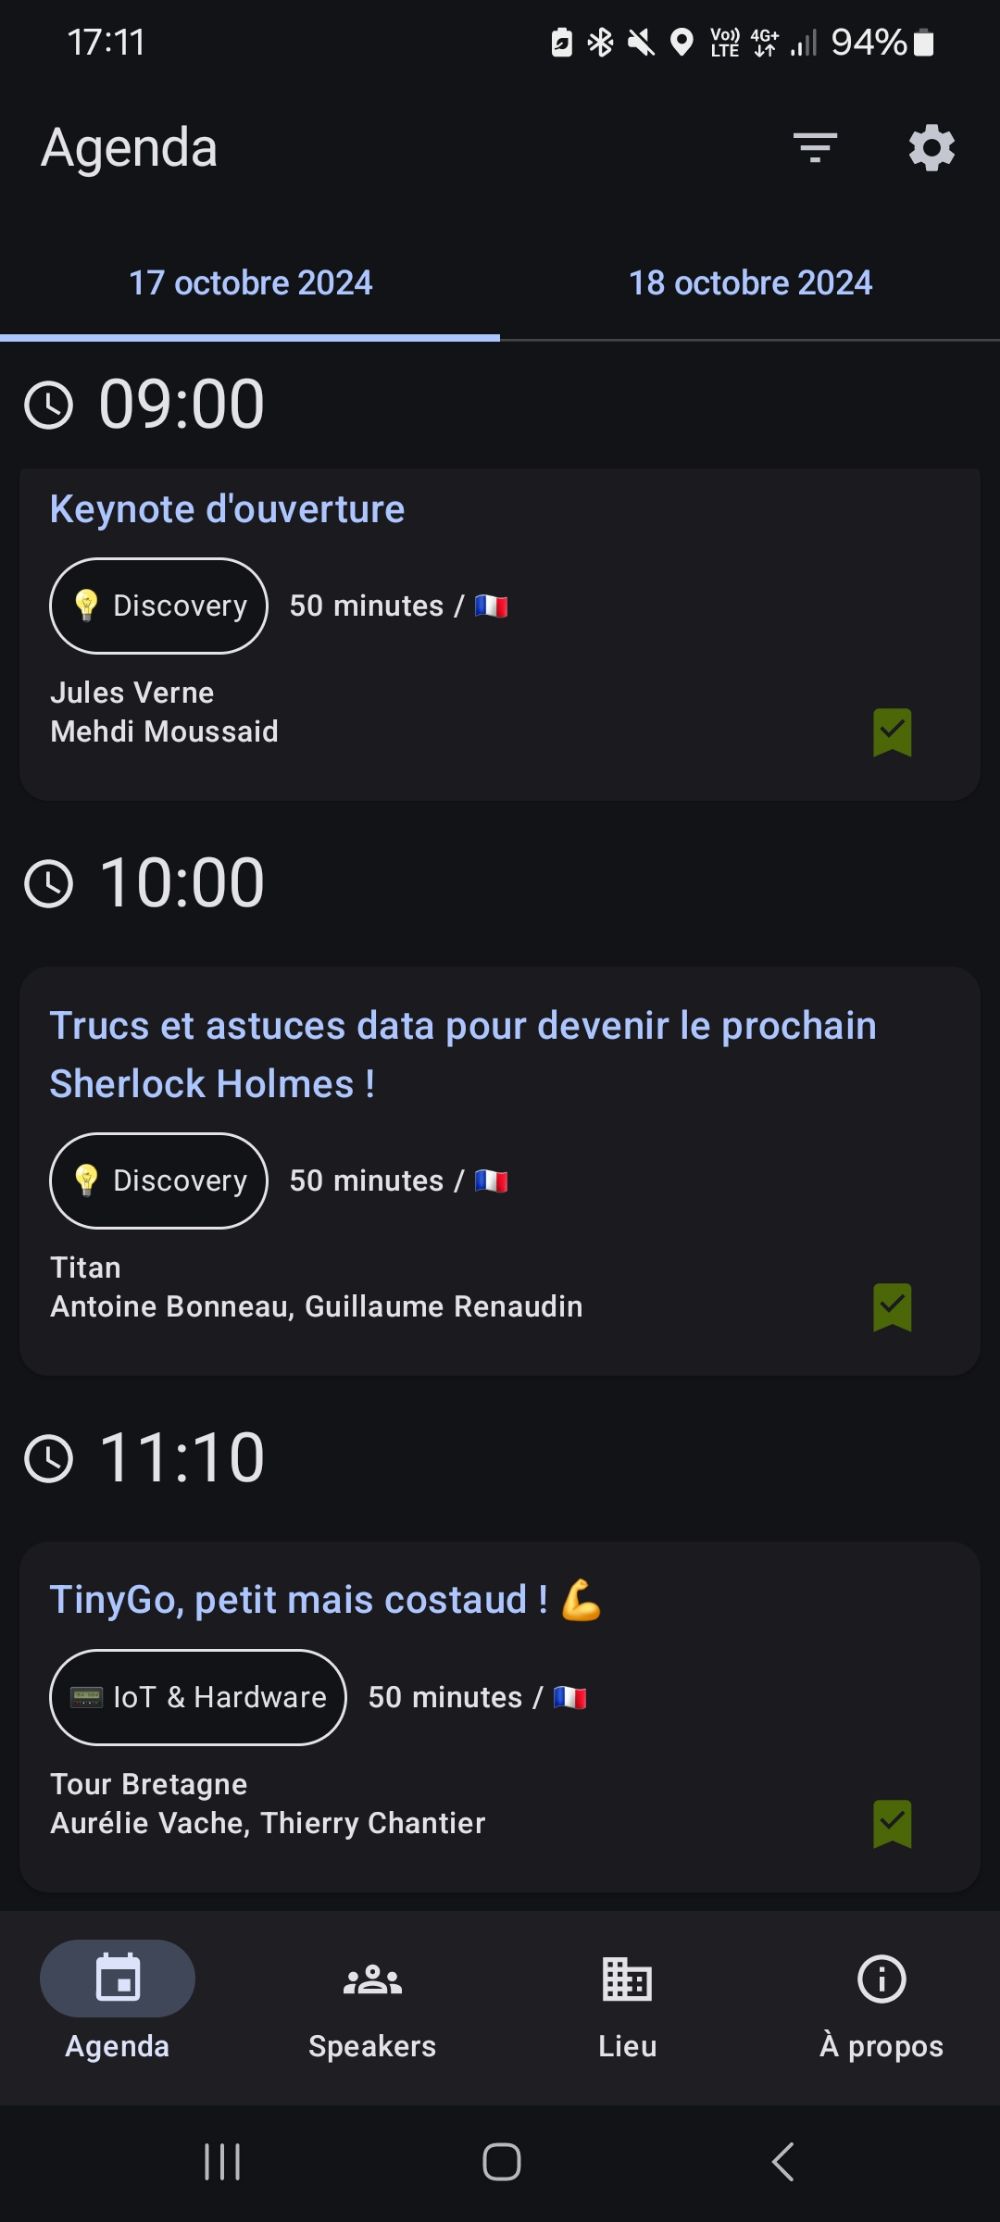 17:11
Vo)) LTE 4G+ 94%
Agenda
17 octobre 2024
18 octobre 2024
09:00
Keynote d'ouverture
💡 Discovery 50 minutes / 🇫🇷
Jules Verne
Mehdi Moussaid
10:00
Trucs et astuces data pour devenir le prochain
Sherlock Holmes !
💡 Discovery 50 minutes / 🇫🇷
Titan
Antoine Bonneau, Guillaume Renaudin
11:10
TinyGo, petit mais costaud ! 💪
📟 IoT & Hardware 50 minutes / 🇫🇷
Tour Bretagne
Aurélie Vache, Thierry Chantier
Agenda
Speakers
Lieu
À propos